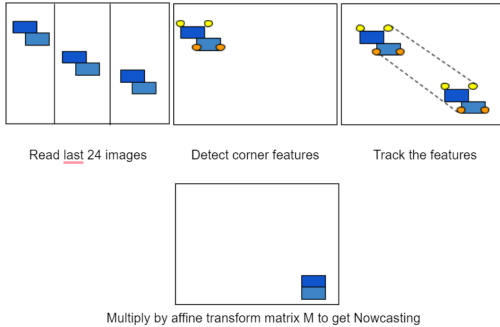 Read last 24 images
Detect corner features
Track the features
Multiply by affine transform matrix M to get Nowcasting